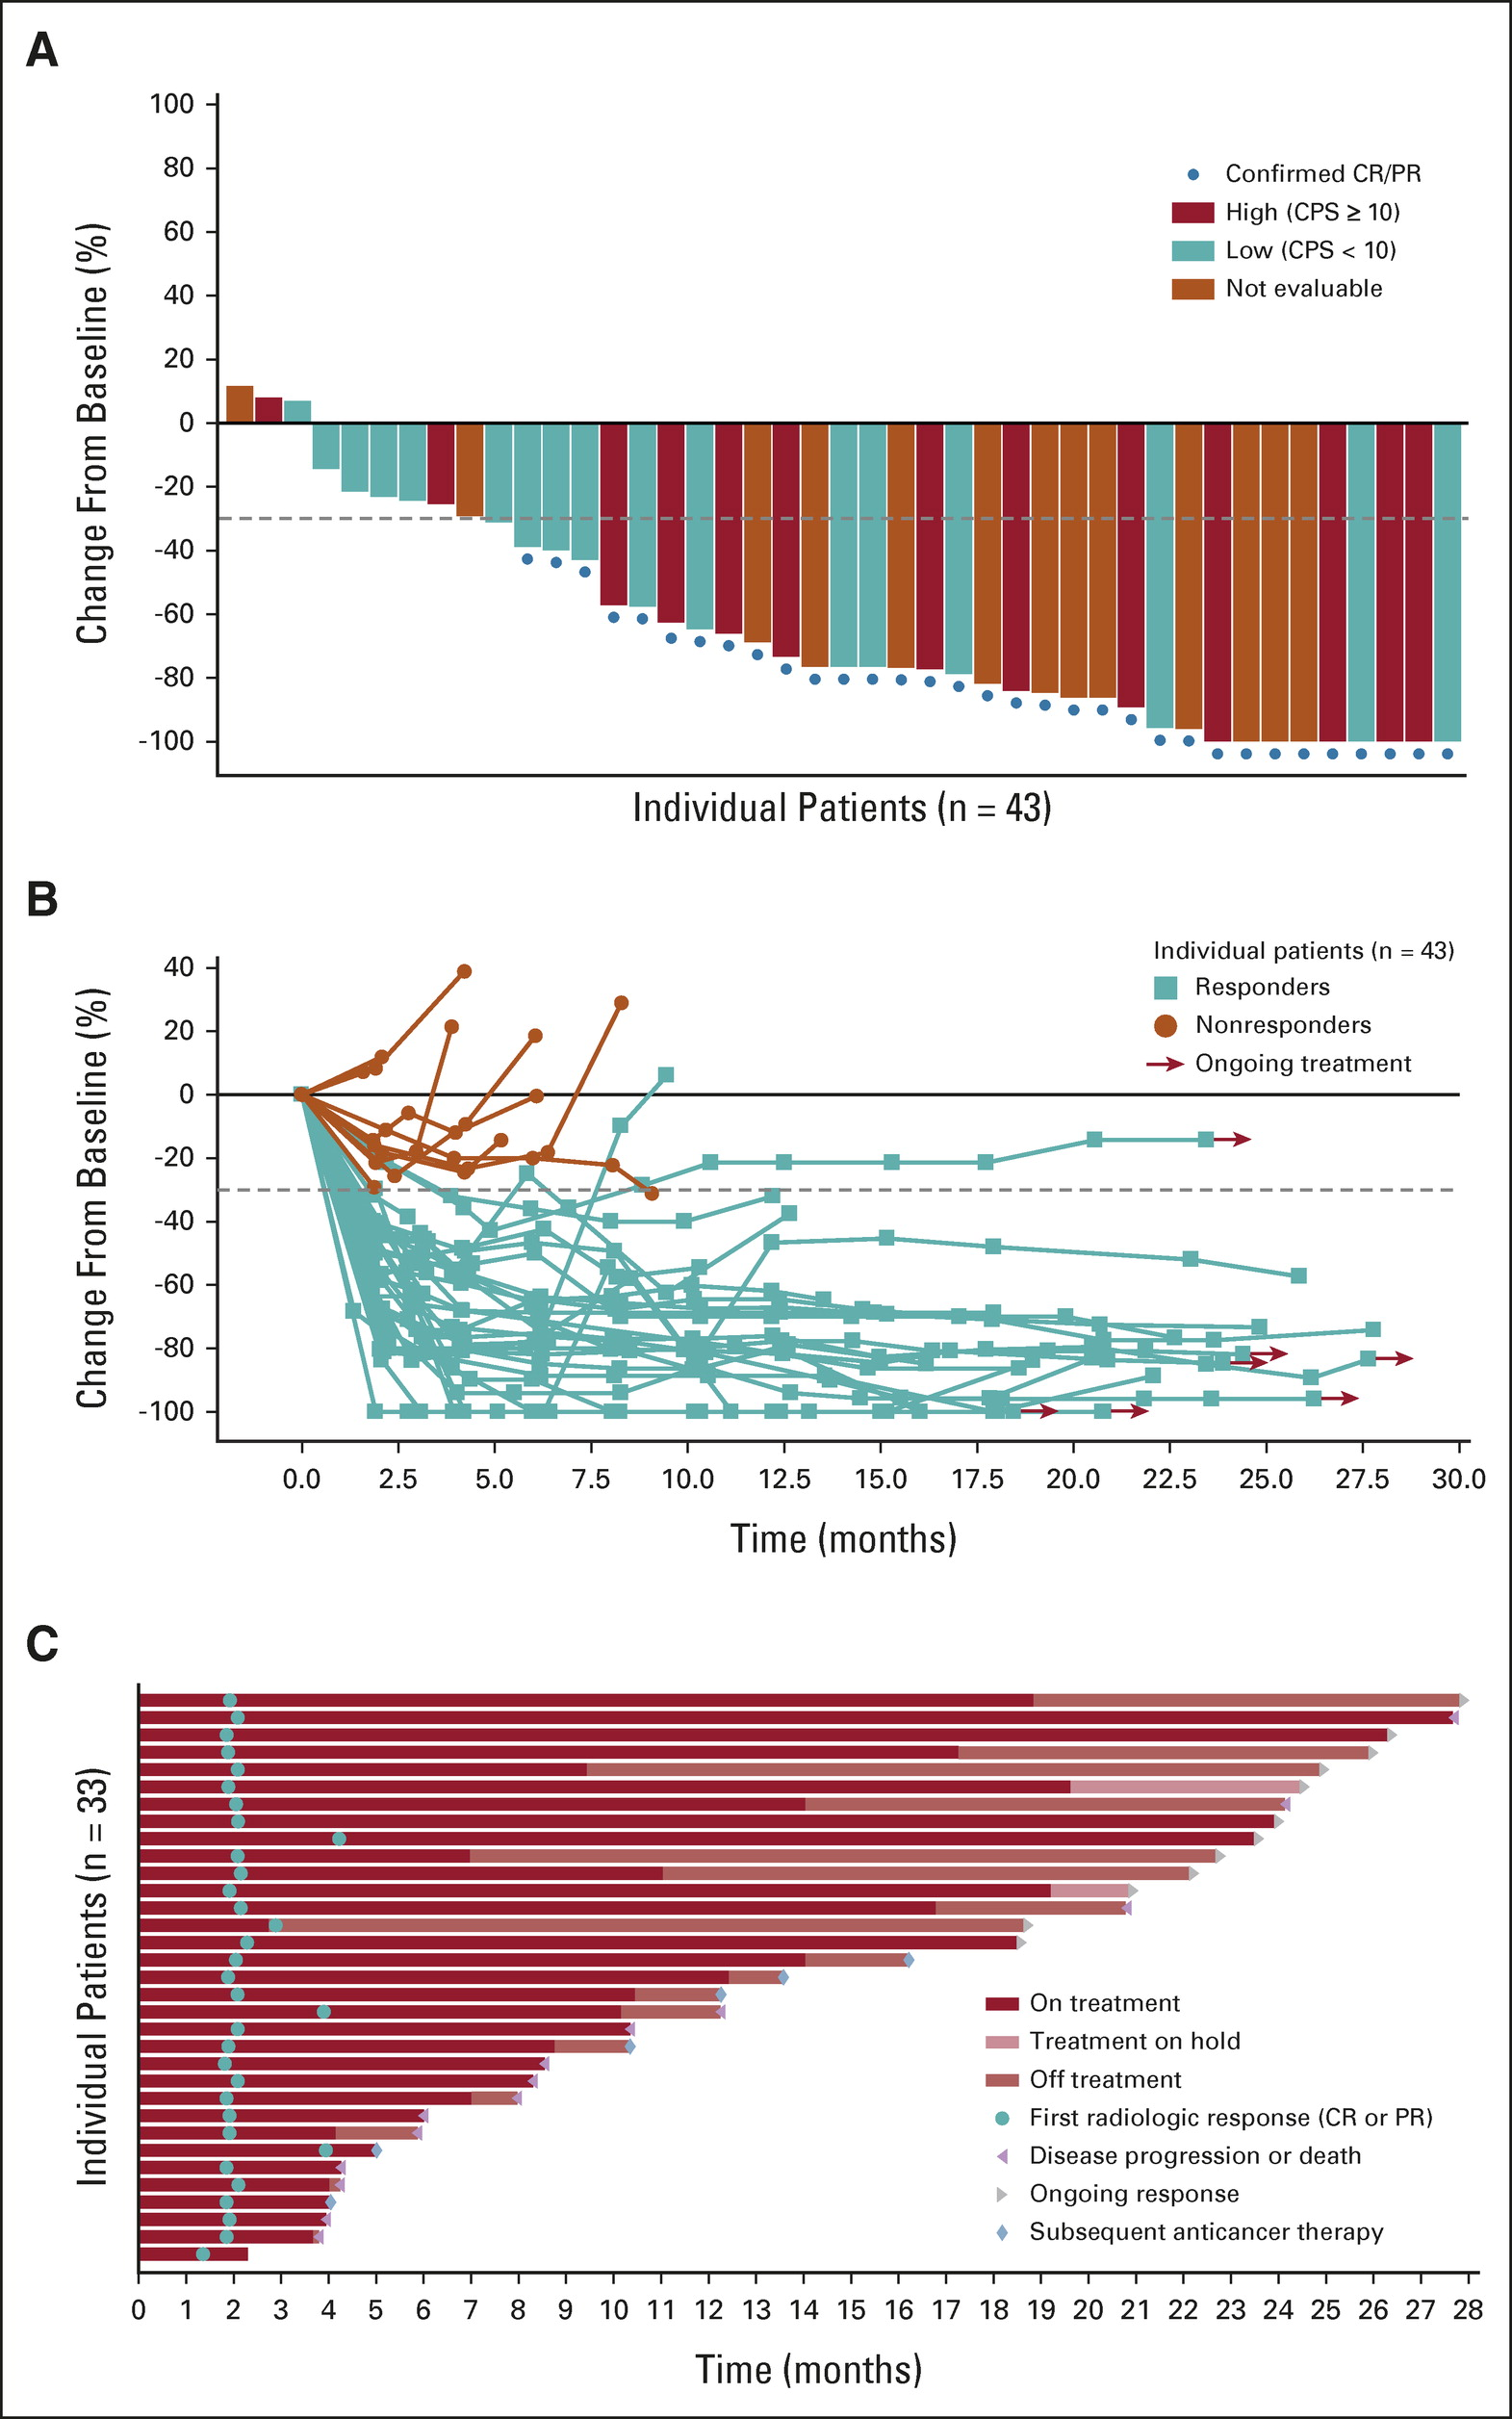 A
100
80
60
40
20
0
-20
-40
-60
-80
-100
Change From Baseline (%)
Confirmed CR/PR
High (CPS ≥ 10)
Low (CPS < 10)
Not evaluable
Individual Patients (n = 43)
B
40
20
0
-20
-40
-60
-80
-100
Change From Baseline (%)
Individual patients (n = 43)
Responders
Nonresponders
Ongoing treatment
0.0 2.5 5.0 7.5 10.0 12.5 15.0 17.5 20.0 22.5 25.0 27.5 30.0
Time (months)
C
Individual Patients (n = 33)
On treatment
Treatment on hold
Off treatment
First radiologic response (CR or PR)
Disease progression or death
Ongoing response
Subsequent anticancer therapy
0 1 2 3 4 5 6 7 8 9 10 11 12 13 14 15 16 17 18 19 20 21 22 23 24 25 26 27 28
Time (months)